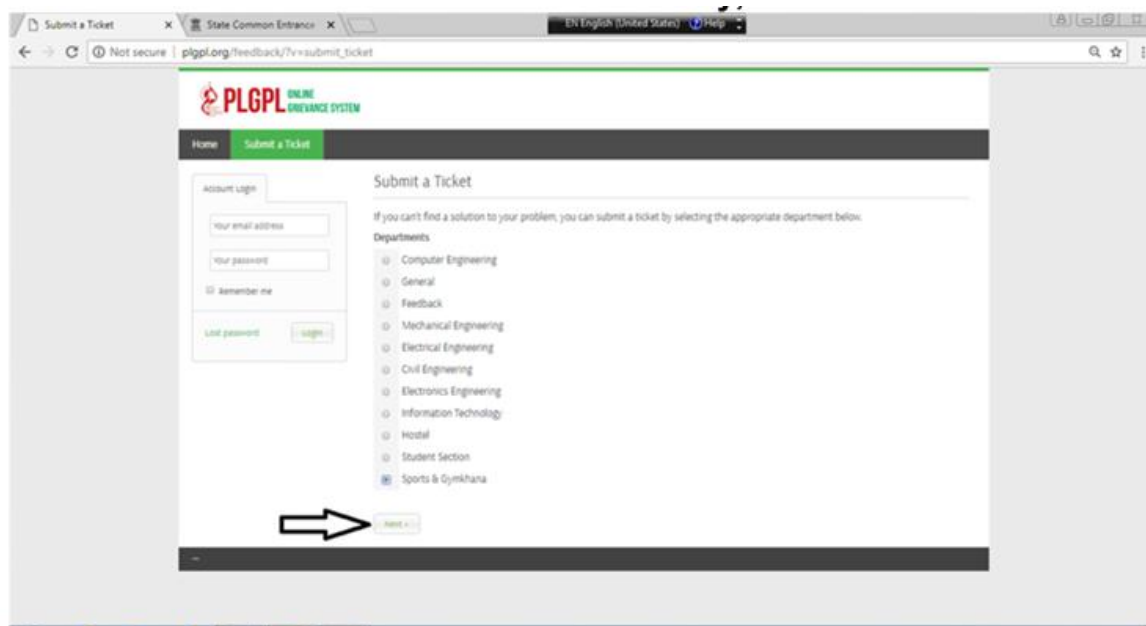 Submit a Ticket
State Common Entrance
EN English (United States)
Help
Not secure
plgpl.org/feedback/?v=submit_ticket
PLGPL ONLINE
GRIEVANCE SYSTEM
Home
Submit a Ticket
Account Login
Your email address
Your password
Remember me
Lost password
Login
Submit a Ticket
If you can't find a solution to your problem, you can submit a ticket by selecting the appropriate department below.
Departments
Computer Engineering
General
Feedback
Mechanical Engineering
Electrical Engineering
Civil Engineering
Electronics Engineering
Information Technology
Hostel
Student Section
Sports & Gymkhana
Next »